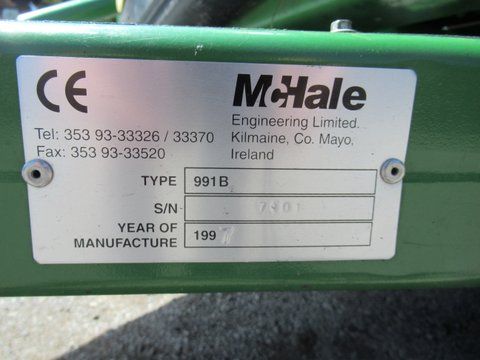 CE
McHale
Engineering Limited.
Tel: 353 93-33326 / 33370 Kilmaine, Co. Mayo,
Fax: 353 93-33520 Ireland
TYPE 991B
S/N
YEAR OF
MANUFACTURE 1997